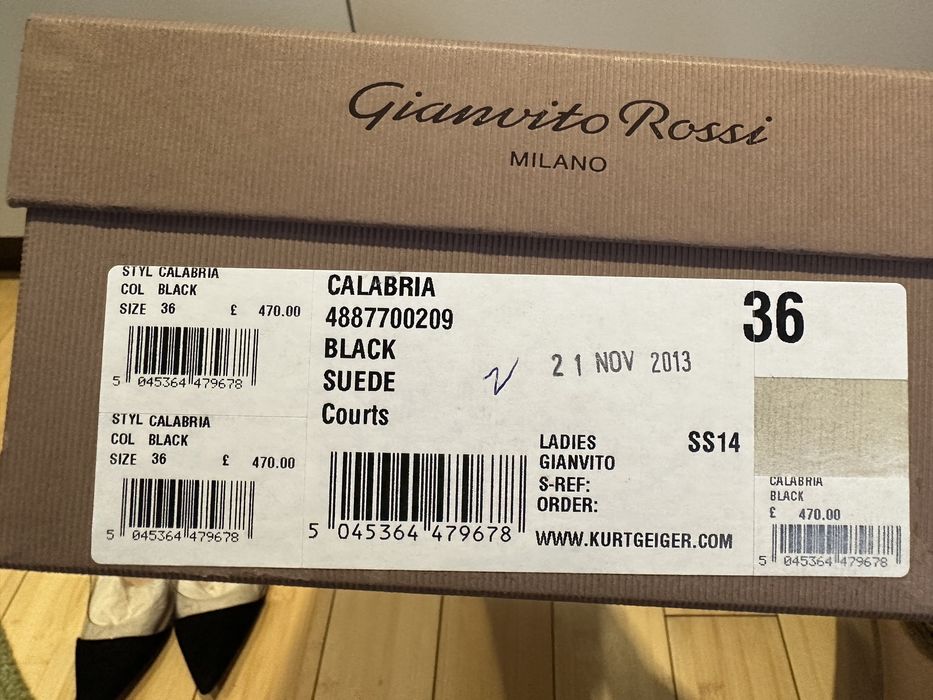 Gianvito Rossi
MILANO
STYL CALABRIA
COL BLACK
SIZE 36 £ 470.00
5 045364 479678
STYL CALABRIA
COL BLACK
SIZE 36 £ 470.00
5 045364 479678
CALABRIA
4887700209
BLACK
SUEDE
Courts
21 NOV 2013
5 045364 479678
LADIES SS14
GIANVITO
S-REF:
ORDER:
WWW.KURTGEIGER.COM
36
CALABRIA
BLACK
£ 470.00
5 045364 479678